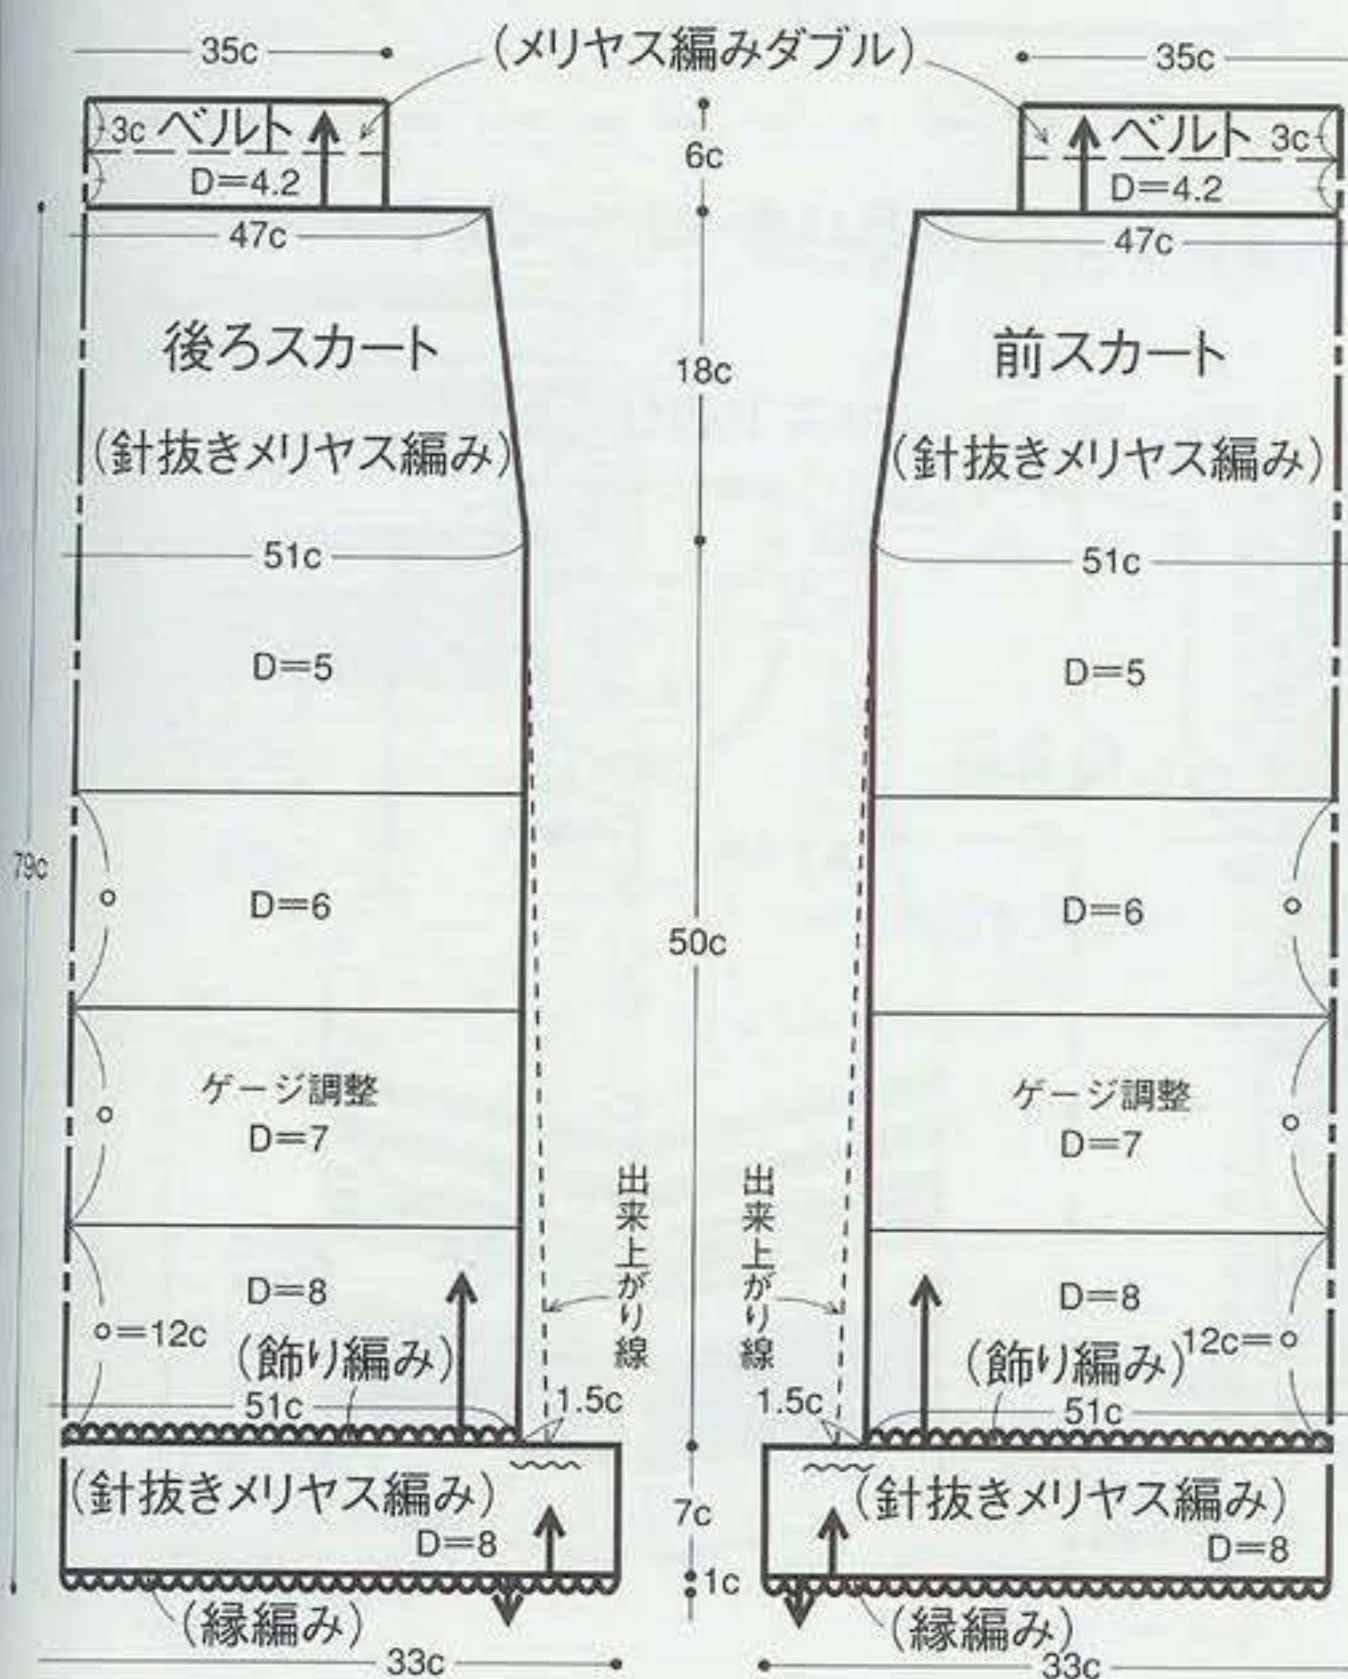 35c
(メリヤス編みダブル)
35c
3c
ベルト
D=4.2
6c
ベルト
3c
D=4.2
47c
47c
後ろスカート
18c
前スカート
(針抜きメリヤス編み)
(針抜きメリヤス編み)
51c
51c
D=5
D=5
79c
D=6
50c
D=6
ゲージ調整
D=7
ゲージ調整
D=7
出来上がり線
出来上がり線
D=8
D=8
○=12c
(飾り編み)
(飾り編み)
12c=○
51c
1.5c
1.5c
51c
(針抜きメリヤス編み)
D=8
7c
(針抜きメリヤス編み)
D=8
1c
(縁編み)
(縁編み)
33c
33c